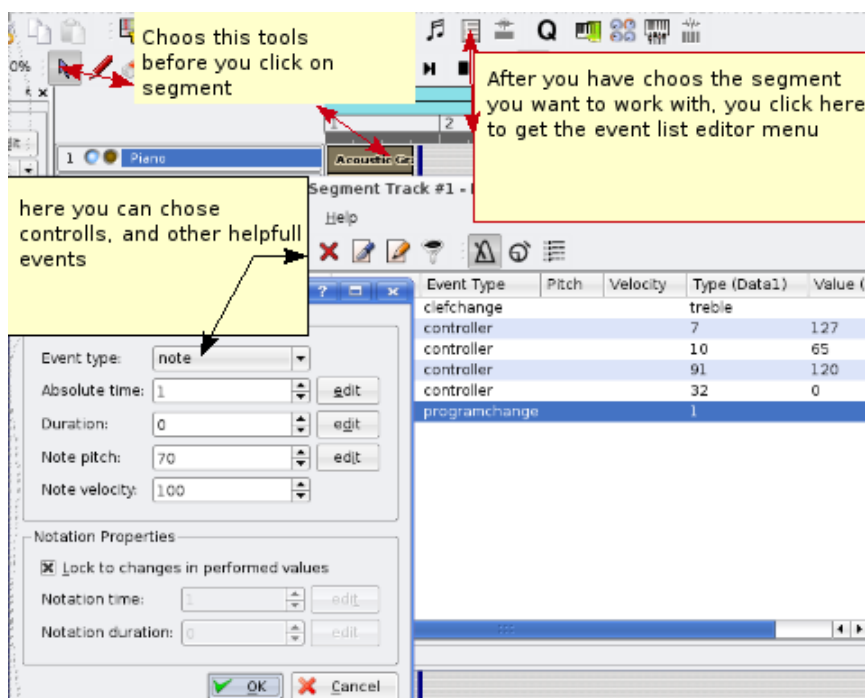 Choos this tools
before you click on
segment
Q
0%
After you have choos the segment
you want to work with, you click here
to get the event list editor menu
1
2
1 Piano
Acoustic Gr
here you can chose
controlls, and other helpfull
events
Segment Track #1 -
Help
Event Type Pitch Velocity Type (Data1) Value (
clefchange treble
controller 7 127
controller 10 65
controller 91 120
controller 32 0
programchange 1
?
Event type: note
Absolute time: 1 edit
Duration: 0 edit
Note pitch: 70 edit
Note velocity: 100
Notation Properties
Lock to changes in performed values
Notation time: 1 edit
Notation duration: 0 edit
OK Cancel